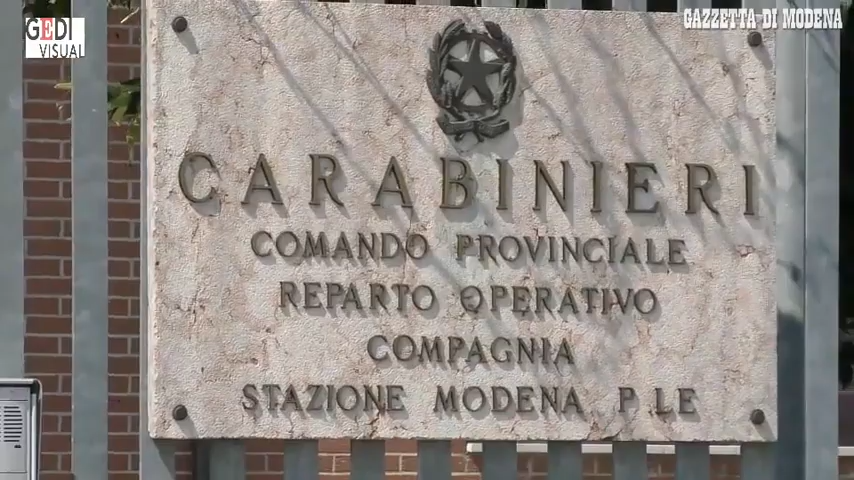 GEDI
VISUAL
GAZZETTA DI MODENA
CARABINIERI
COMANDO PROVINCIALE
REPARTO OPERATIVO
COMPAGNIA
STAZIONE MODENA P.LE